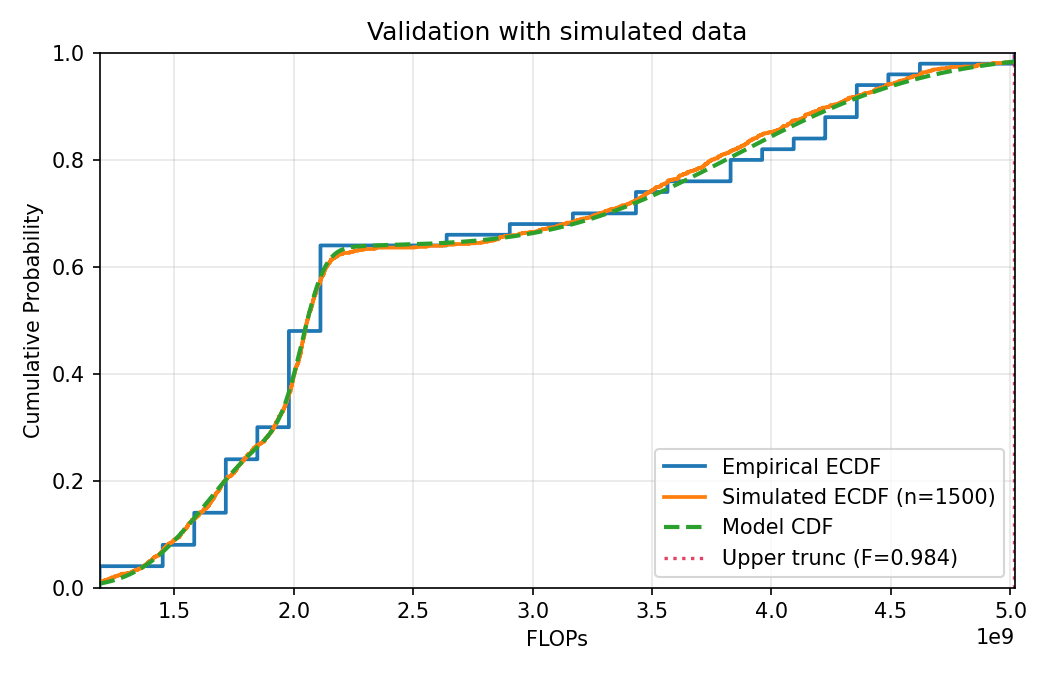 Validation with simulated data
1.0
0.8
0.6
0.4
0.2
0.0
Cumulative Probability
Empirical ECDF
Simulated ECDF (n=1500)
Model CDF
Upper trunc (F=0.984)
1.5 2.0 2.5 3.0 3.5 4.0 4.5 5.0
FLOPs
1e9